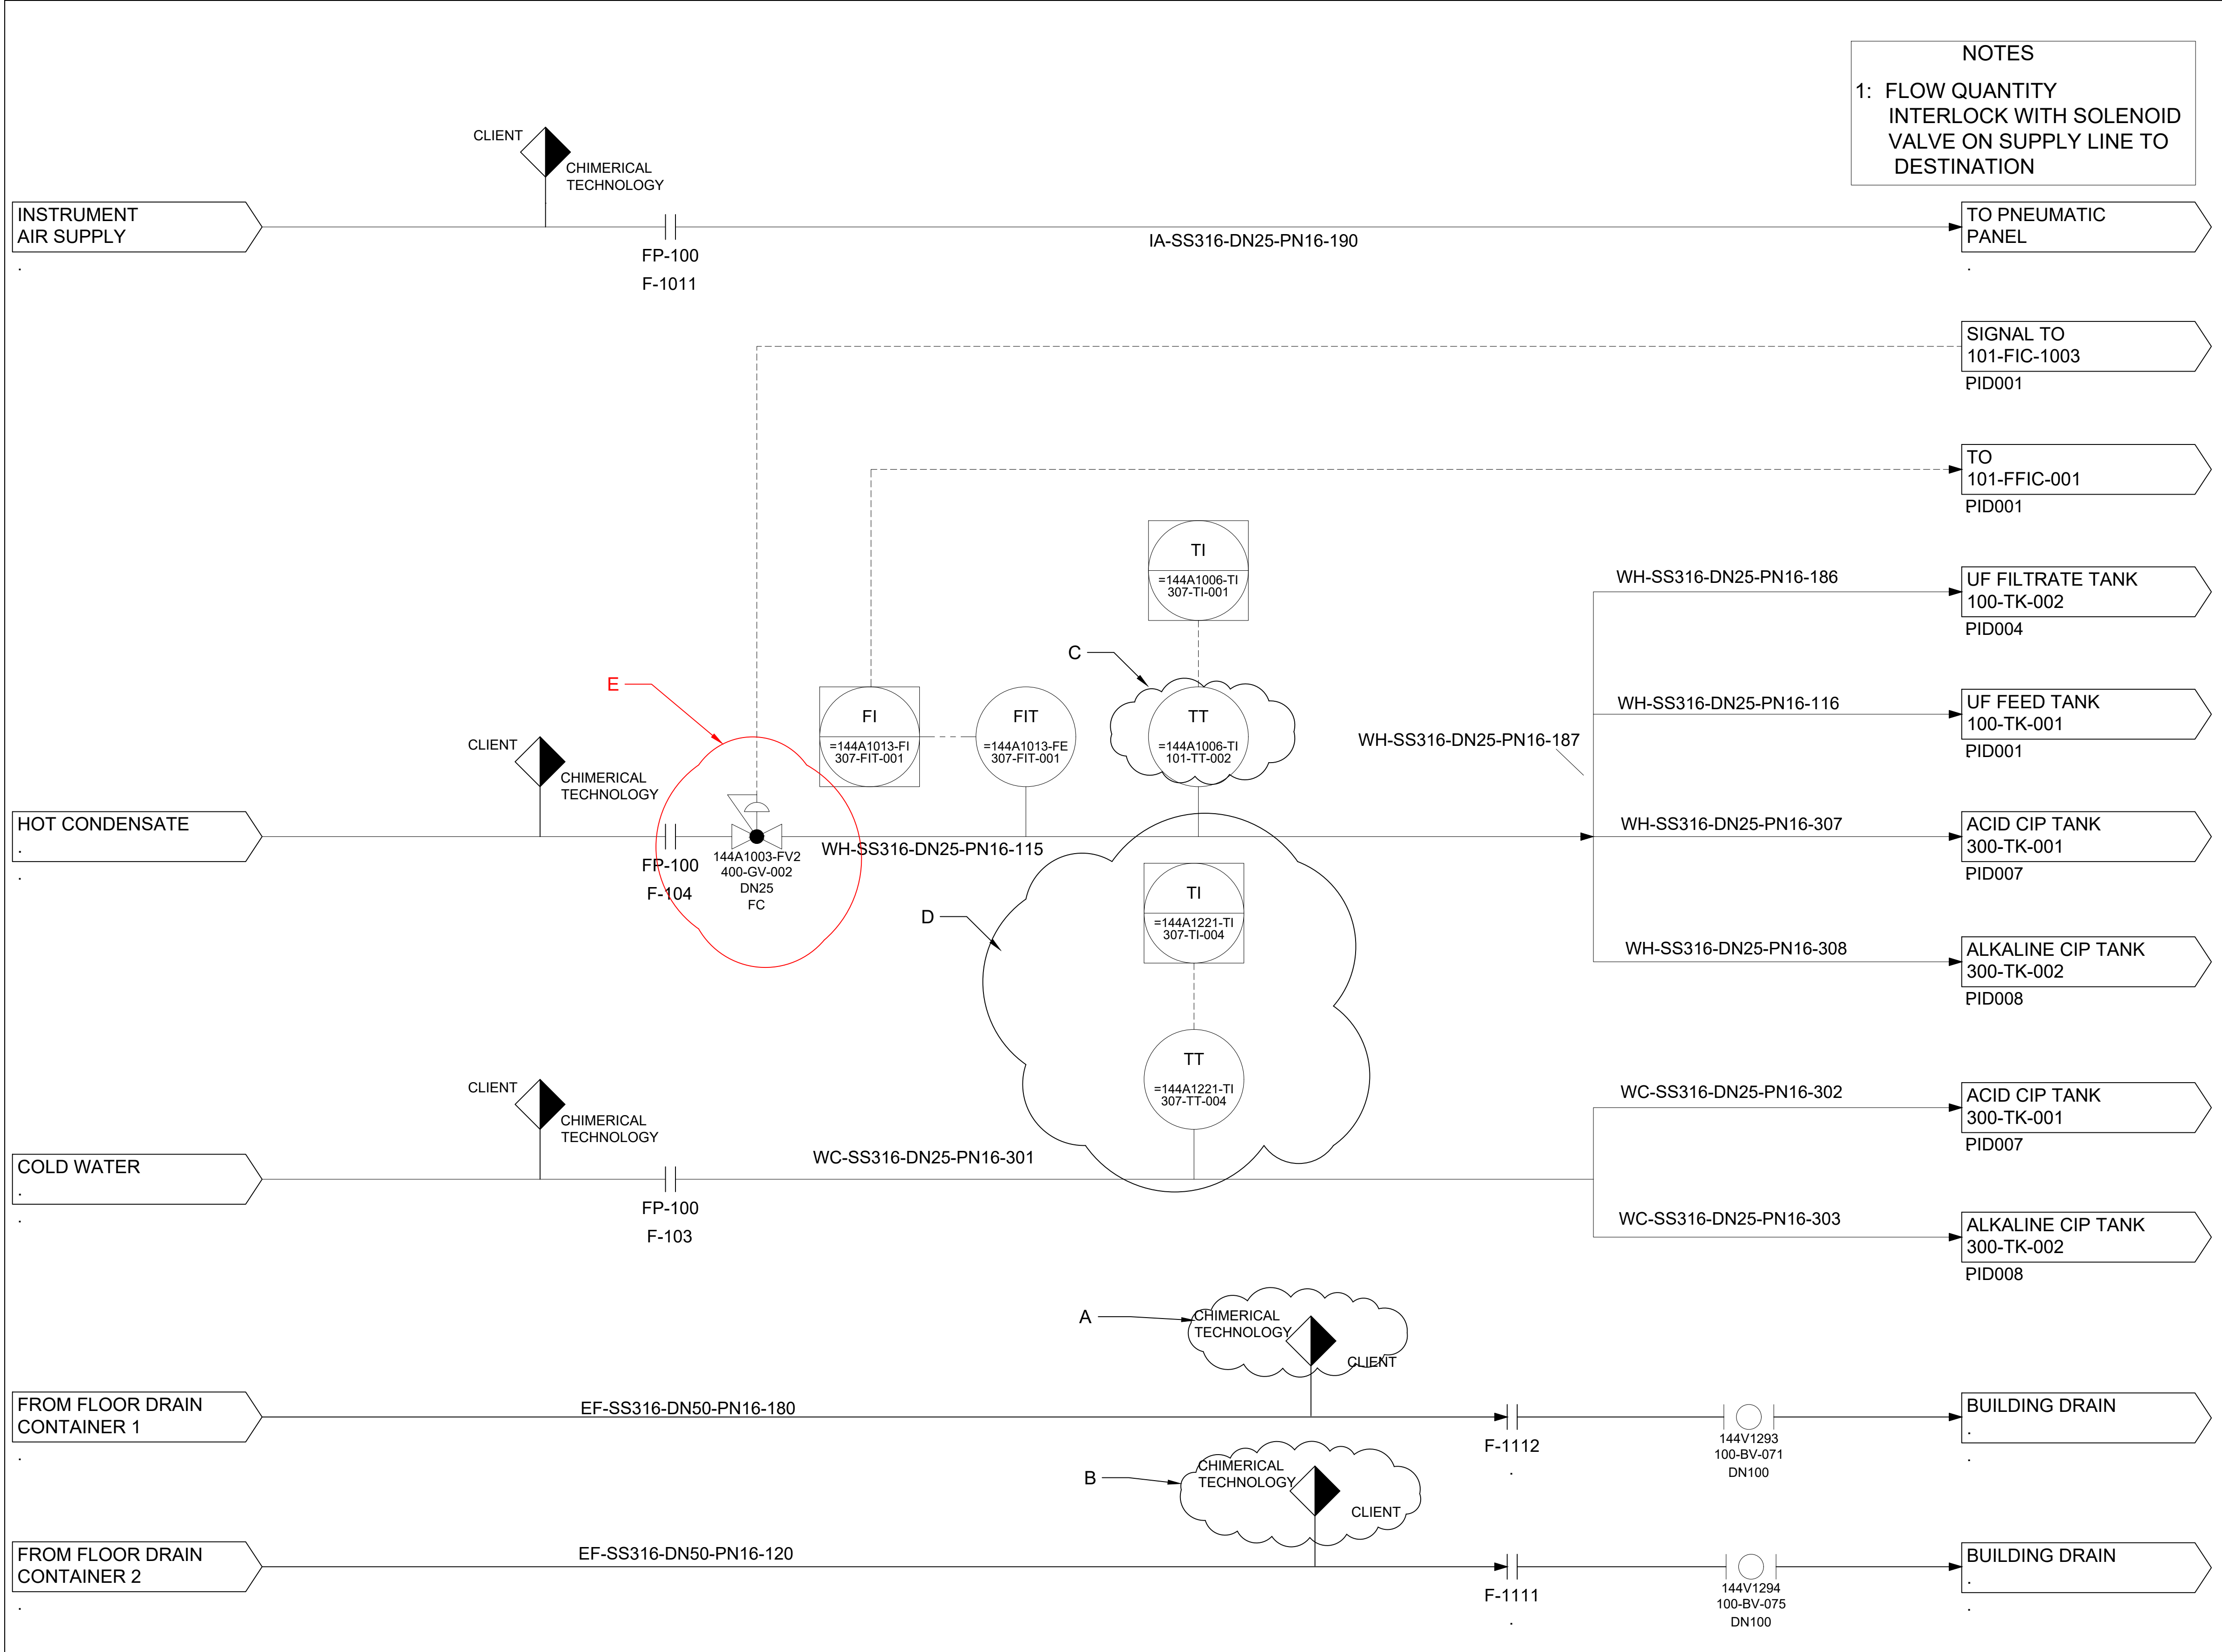 NOTES
1: FLOW QUANTITY
INTERLOCK WITH SOLENOID
VALVE ON SUPPLY LINE TO
DESTINATION
CLIENT
CHIMERICAL
TECHNOLOGY
INSTRUMENT
AIR SUPPLY
.
FP-100
F-1011
IA-SS316-DN25-PN16-190
TO PNEUMATIC
PANEL
.
SIGNAL TO
101-FIC-1003
PID001
TO
101-FFIC-001
PID001
TI
=144A1006-TI
307-TI-001
WH-SS316-DN25-PN16-186
UF FILTRATE TANK
100-TK-002
PID004
C
E
FI
=144A1013-FI
307-FIT-001
FIT
=144A1013-FE
307-FIT-001
TT
=144A1006-TI
101-TT-002
WH-SS316-DN25-PN16-187
WH-SS316-DN25-PN16-116
UF FEED TANK
100-TK-001
PID001
CLIENT
CHIMERICAL
TECHNOLOGY
HOT CONDENSATE
.
.
FP-100
F-104
144A1003-FV2
400-GV-002
DN25
FC
WH-SS316-DN25-PN16-115
WH-SS316-DN25-PN16-307
ACID CIP TANK
300-TK-001
PID007
D
TI
=144A1221-TI
307-TI-004
WH-SS316-DN25-PN16-308
ALKALINE CIP TANK
300-TK-002
PID008
TT
=144A1221-TI
307-TT-004
CLIENT
CHIMERICAL
TECHNOLOGY
COLD WATER
.
.
FP-100
F-103
WC-SS316-DN25-PN16-301
WC-SS316-DN25-PN16-302
ACID CIP TANK
300-TK-001
PID007
WC-SS316-DN25-PN16-303
ALKALINE CIP TANK
300-TK-002
PID008
A
CHIMERICAL
TECHNOLOGY
CLIENT
FROM FLOOR DRAIN
CONTAINER 1
.
EF-SS316-DN50-PN16-180
F-1112
.
144V1293
100-BV-071
DN100
BUILDING DRAIN
.
.
B
CHIMERICAL
TECHNOLOGY
CLIENT
FROM FLOOR DRAIN
CONTAINER 2
.
EF-SS316-DN50-PN16-120
F-1111
.
144V1294
100-BV-075
DN100
BUILDING DRAIN
.
.